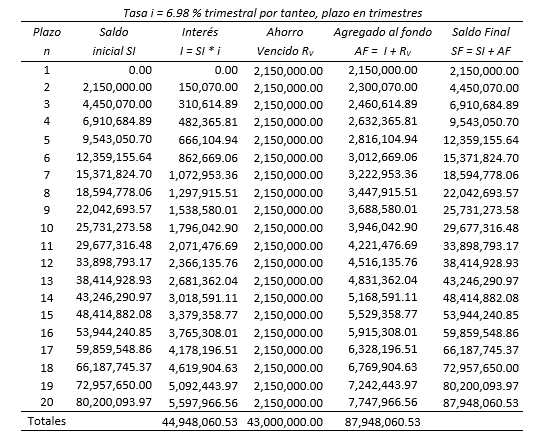 Tasa i = 6.98 % trimestral por tanteo, plazo en trimestres
Plazo Saldo Interés Ahorro Agregado al fondo Saldo Final
n inicial SI I = SI * i Vencido Rv AF = I + Rv SF = SI + AF
1 0.00 0.00 2,150,000.00 2,150,000.00 2,150,000.00
2 2,150,000.00 150,070.00 2,150,000.00 2,300,070.00 4,450,070.00
3 4,450,070.00 310,614.89 2,150,000.00 2,460,614.89 6,910,684.89
4 6,910,684.89 482,365.81 2,150,000.00 2,632,365.81 9,543,050.70
5 9,543,050.70 666,104.94 2,150,000.00 2,816,104.94 12,359,155.64
6 12,359,155.64 862,669.06 2,150,000.00 3,012,669.06 15,371,824.70
7 15,371,824.70 1,072,953.36 2,150,000.00 3,222,953.36 18,594,778.06
8 18,594,778.06 1,297,915.51 2,150,000.00 3,447,915.51 22,042,693.57
9 22,042,693.57 1,538,580.01 2,150,000.00 3,688,580.01 25,731,273.58
10 25,731,273.58 1,796,042.90 2,150,000.00 3,946,042.90 29,677,316.48
11 29,677,316.48 2,071,476.69 2,150,000.00 4,221,476.69 33,898,793.17
12 33,898,793.17 2,366,135.76 2,150,000.00 4,516,135.76 38,414,928.93
13 38,414,928.93 2,681,362.04 2,150,000.00 4,831,362.04 43,246,290.97
14 43,246,290.97 3,018,591.11 2,150,000.00 5,168,591.11 48,414,882.08
15 48,414,882.08 3,379,358.77 2,150,000.00 5,529,358.77 53,944,240.85
16 53,944,240.85 3,765,308.01 2,150,000.00 5,915,308.01 59,859,548.86
17 59,859,548.86 4,178,196.51 2,150,000.00 6,328,196.51 66,187,745.37
18 66,187,745.37 4,619,904.63 2,150,000.00 6,769,904.63 72,957,650.00
19 72,957,650.00 5,092,443.97 2,150,000.00 7,242,443.97 80,200,093.97
20 80,200,093.97 5,597,966.56 2,150,000.00 7,747,966.56 87,948,060.53
Totales 44,948,060.53 43,000,000.00 87,948,060.53